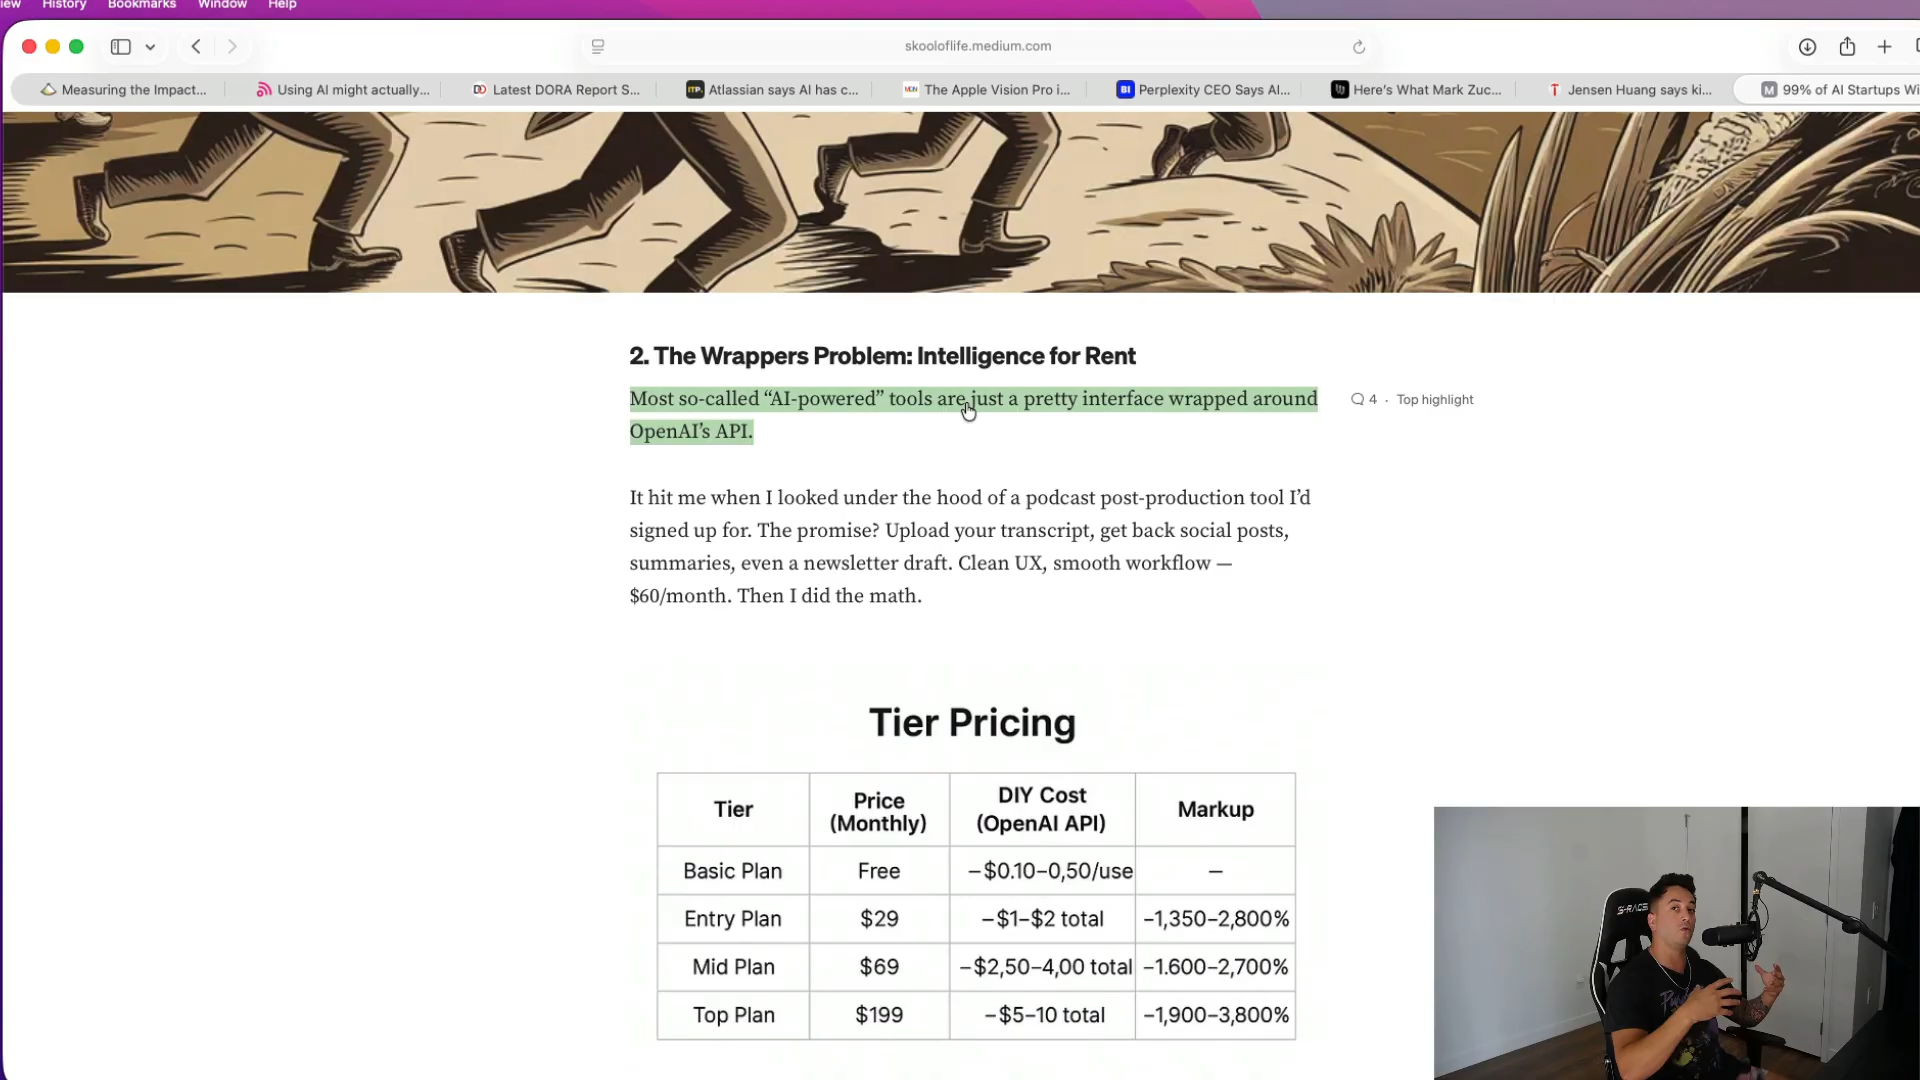 iew History Bookmarks Window Help
skooloflife.medium.com
Measuring the Impact...
Using AI might actually...
DD Latest DORA Report S...
ITP. Atlassian says AI has c...
The Apple Vision Pro i...
BI Perplexity CEO Says AI...
Here's What Mark Zuc...
T Jensen Huang says ki...
M 99% of AI Startups Wi
2. The Wrappers Problem: Intelligence for Rent
Most so-called “AI-powered” tools are just a pretty interface wrapped around
OpenAI’s API.
4 · Top highlight
It hit me when I looked under the hood of a podcast post-production tool I’d
signed up for. The promise? Upload your transcript, get back social posts,
summaries, even a newsletter draft. Clean UX, smooth workflow —
$60/month. Then I did the math.
Tier Pricing
Tier
Price
(Monthly)
DIY Cost
(OpenAI API)
Markup
Basic Plan
Free
–$0.10–0,50/use
–
Entry Plan
$29
–$1–$2 total
–1,350–2,800%
Mid Plan
$69
–$2,50–4,00 total
–1.600–2,700%
Top Plan
$199
–$5–10 total
–1,900–3,800%